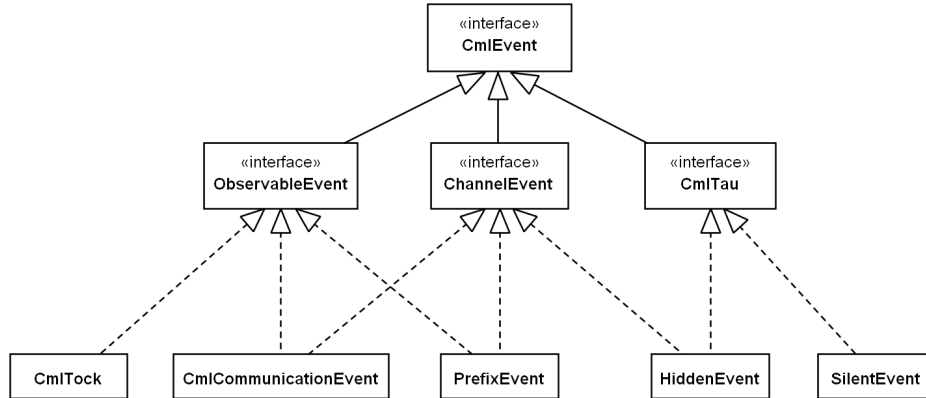 «interface»
CmlEvent
«interface»
ObservableEvent
«interface»
ChannelEvent
«interface»
CmlTau
CmlTock
CmlCommunicationEvent
PrefixEvent
HiddenEvent
SilentEvent